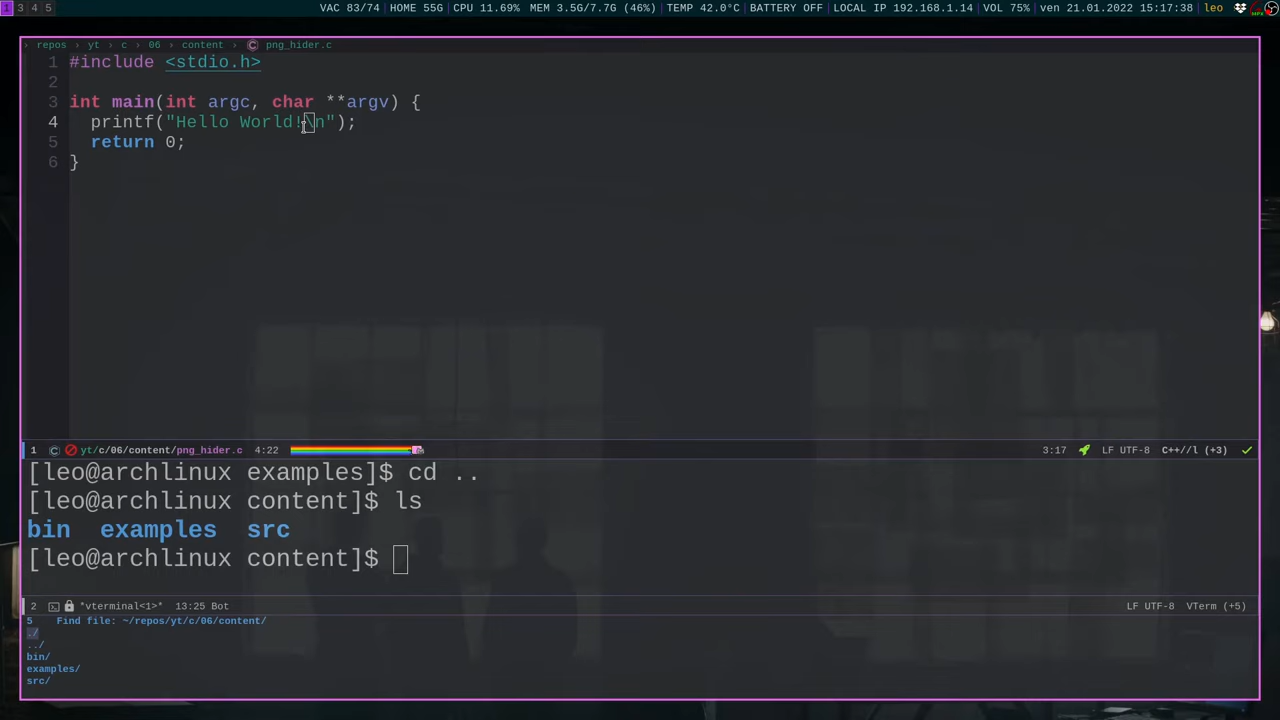 1 3 4 5 VAC 83/74 | HOME 55G | CPU 11.69% MEM 3.5G/7.7G (46%) | TEMP 42.0°C | BATTERY OFF | LOCAL IP 192.168.1.14 | VOL 75% | ven 21.01.2022 15:17:38 | leo
› repos › yt › c › 06 › content › png_hider.c
1 #include <stdio.h>
2
3 int main(int argc, char **argv) {
4 printf("Hello World!\n");
5 return 0;
6 }
1 yt/c/06/content/png_hider.c 4:22 3:17 LF UTF-8 C++//l (+3)
[leo@archlinux examples]$ cd ..
[leo@archlinux content]$ ls
bin examples src
[leo@archlinux content]$
2 *vterminal<1>* 13:25 Bot LF UTF-8 VTerm (+5)
5 Find file: ~/repos/yt/c/06/content/
./
../
bin/
examples/
src/